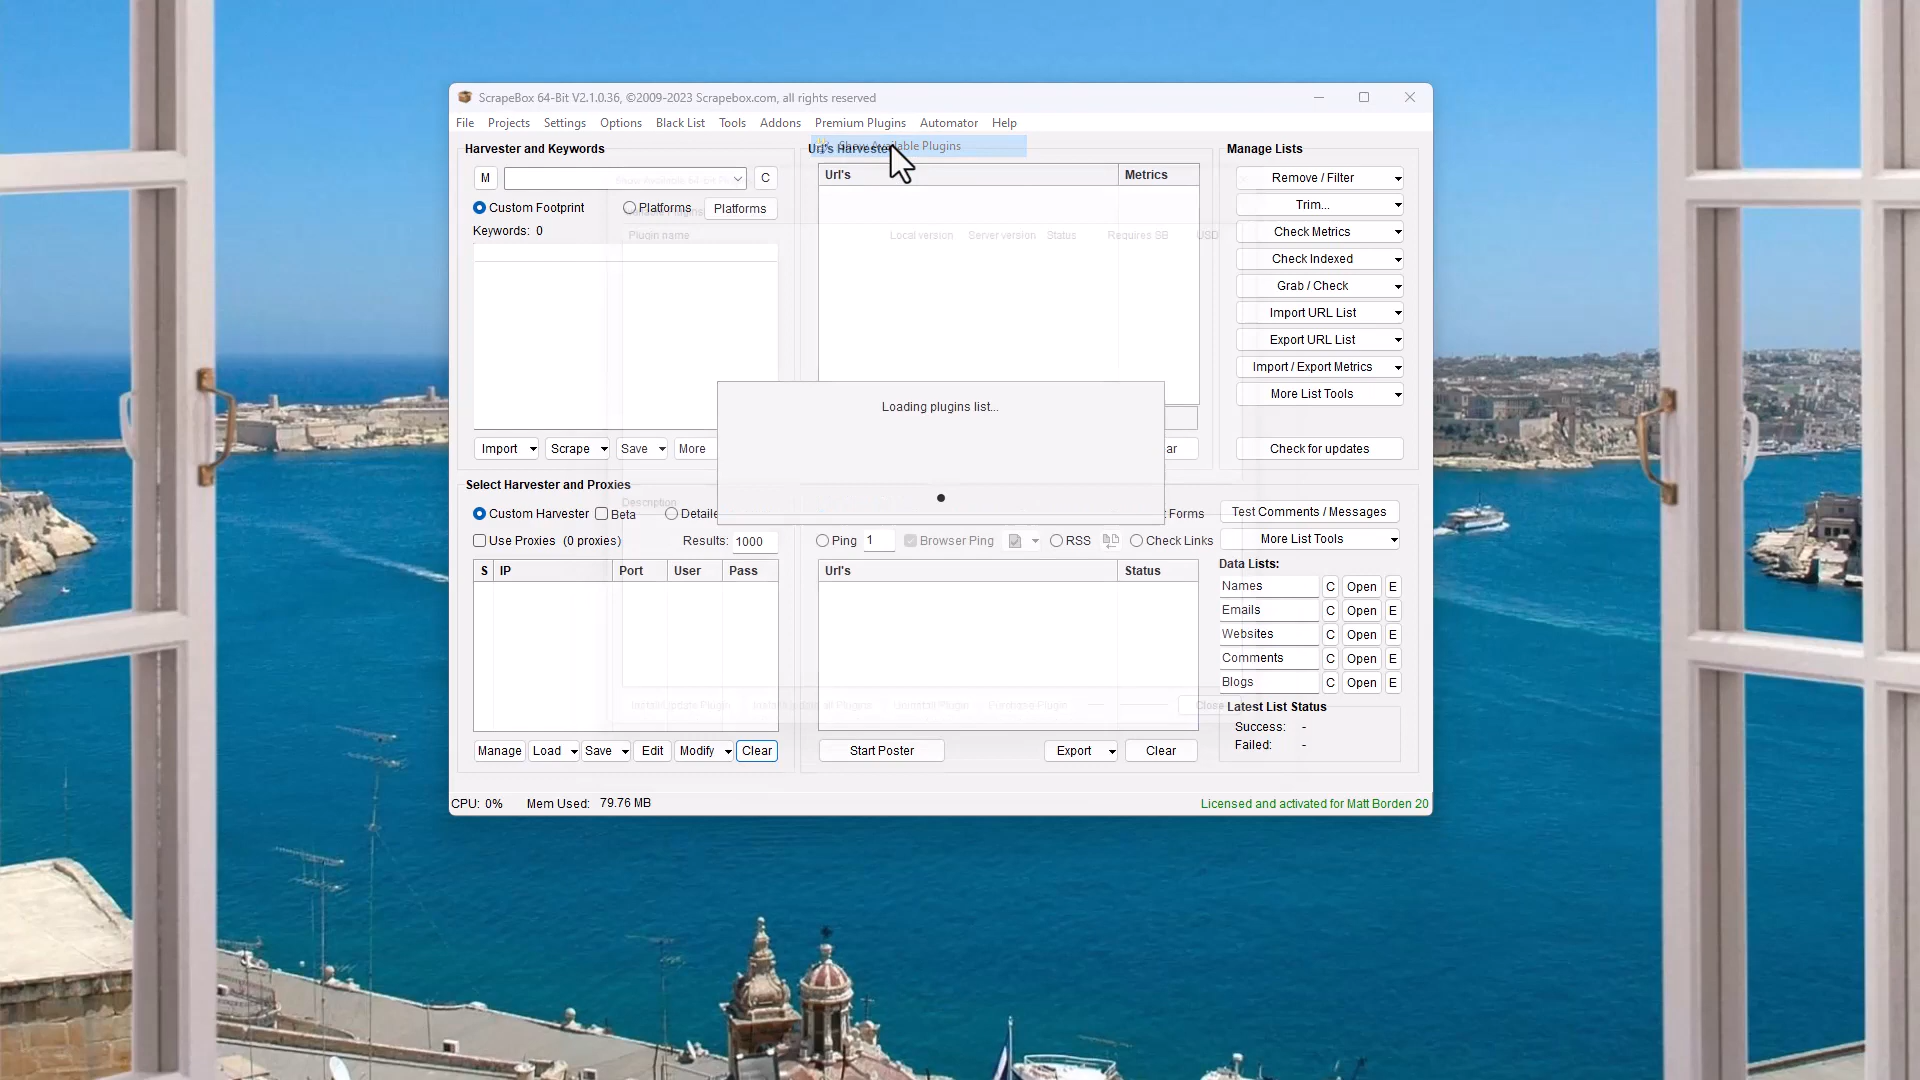 ScrapeBox 64-Bit V2.1.0.36, ©2009-2023 Scrapebox.com, all rights reserved
File Projects Settings Options Black List Tools Addons Premium Plugins Automator Help
Show Available Plugins
Harvester and Keywords
Url's Harvested
Manage Lists
M
C
Custom Footprint
Platforms
Platforms
Keywords: 0
Url's
Metrics
Plugin name
Local version
Server version
Status
Requires SB
USD
Remove / Filter
Trim...
Check Metrics
Check Indexed
Grab / Check
Import URL List
Export URL List
Import / Export Metrics
More List Tools
Check for updates
Loading plugins list...
Import
Scrape
Save
More
ar
Select Harvester and Proxies
Description
Custom Harvester
Beta
Detaile
Forms
Test Comments / Messages
Use Proxies (0 proxies)
Results: 1000
Ping 1
Browser Ping
RSS
Check Links
More List Tools
S
IP
Port
User
Pass
Url's
Status
Data Lists:
Names C Open E
Emails C Open E
Websites C Open E
Comments C Open E
Blogs C Open E
Install/Update Plugin
Uninstall Plugin
Purchase Plugin
Close
Latest List Status
Success: -
Failed: -
Manage
Load
Save
Edit
Modify
Clear
Start Poster
Export
Clear
CPU: 0%
Mem Used: 79.76 MB
Licensed and activated for Matt Borden 20